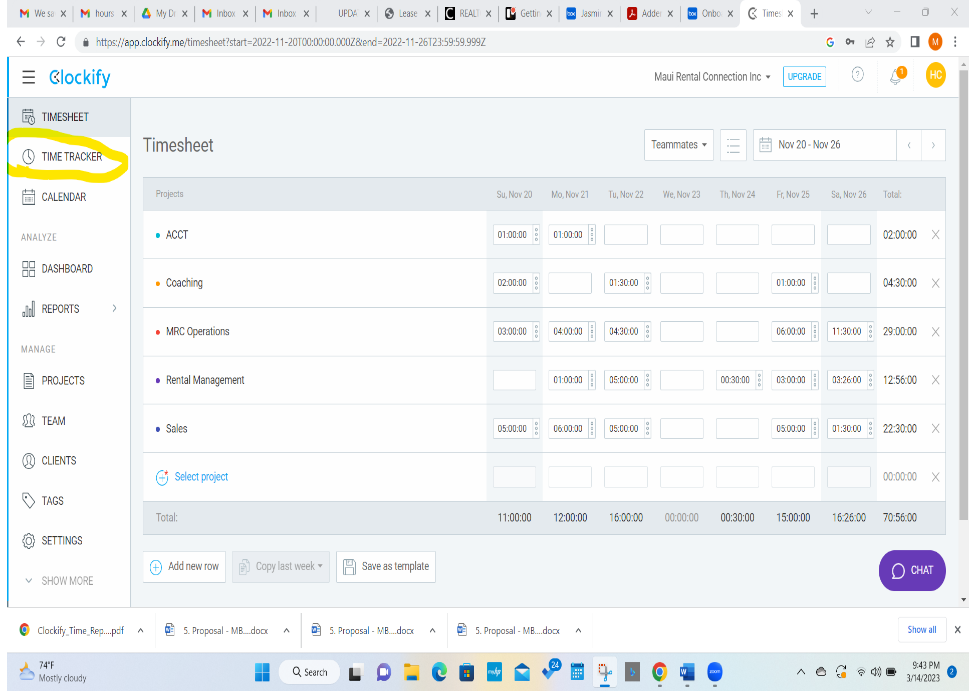 We sa
hours
My Dr
Inbox
Inbox
UPDA
Lease
REALT
Gettin
Jasmin
Adder
Onbo
Times
https://app.clockify.me/timesheet?start=2022-11-20T00:00:00.000Z&end=2022-11-26T23:59:59.999Z
M
Clockify
Maui Rental Connection Inc
UPGRADE
1
HC
TIMESHEET
TIME TRACKER
CALENDAR
ANALYZE
DASHBOARD
REPORTS
MANAGE
PROJECTS
TEAM
CLIENTS
TAGS
SETTINGS
SHOW MORE
Timesheet
Teammates
Nov 20 - Nov 26
Projects Su, Nov 20 Mo, Nov 21 Tu, Nov 22 We, Nov 23 Th, Nov 24 Fr, Nov 25 Sa, Nov 26 Total:
ACCT 01:00:00 01:00:00 02:00:00
Coaching 02:00:00 01:30:00 01:00:00 04:30:00
MRC Operations 03:00:00 04:00:00 04:30:00 06:00:00 11:30:00 29:00:00
Rental Management 01:00:00 05:00:00 00:30:00 03:00:00 03:26:00 12:56:00
Sales 05:00:00 06:00:00 05:00:00 05:00:00 01:30:00 22:30:00
Select project 00:00:00
Total: 11:00:00 12:00:00 16:00:00 00:00:00 00:30:00 15:00:00 16:26:00 70:56:00
Add new row
Copy last week
Save as template
CHAT
Clockify_Time_Rep....pdf
5. Proposal - MB....docx
5. Proposal - MB....docx
5. Proposal - MB....docx
Show all
74°F
Mostly cloudy
Search
24
9:43 PM
3/14/2023
2